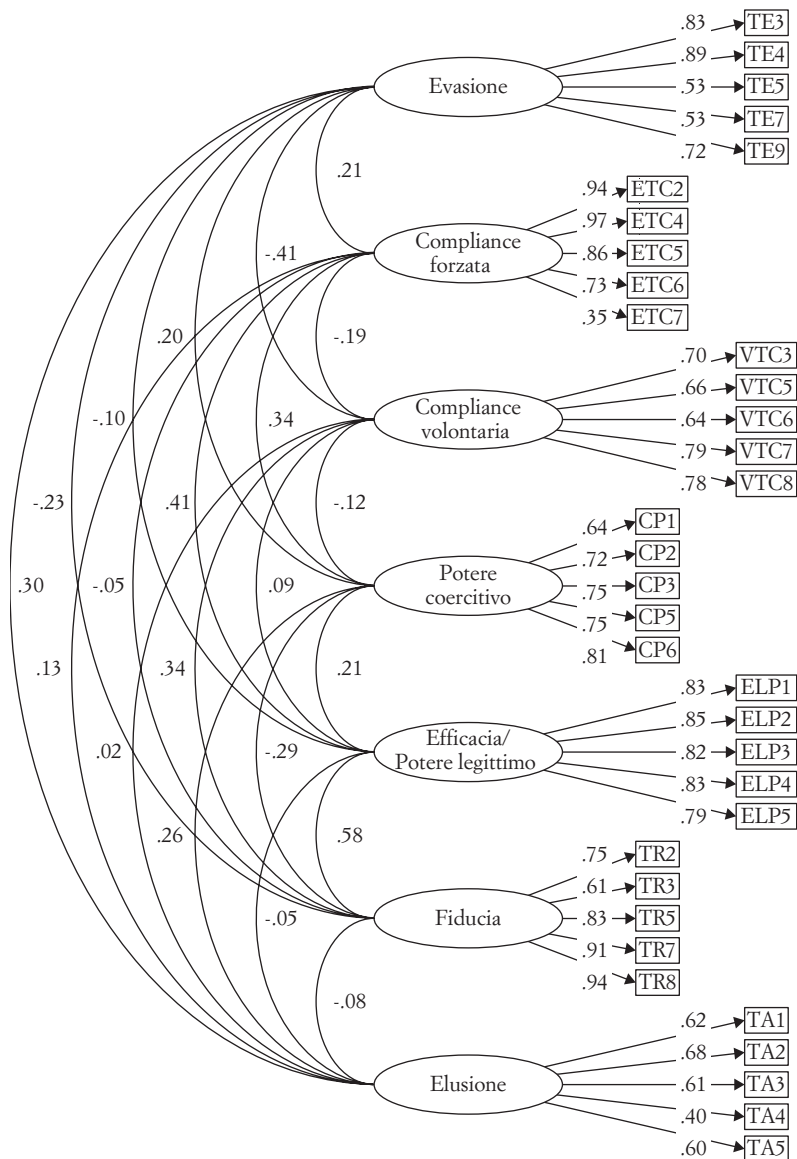 .83 TE3
.89 TE4
Evasione .53 TE5
.53 TE7
.72 TE9
.21
.94 ETC2
.97 ETC4
Compliance
forzata
.86 ETC5
.73 ETC6
.35 ETC7
-.41
.20
-.19
.70 VTC3
.66 VTC5
Compliance
volontaria
.64 VTC6
.79 VTC7
.78 VTC8
-.10
.34
-.23
.41
-.12
.64 CP1
.72 CP2
Potere
coercitivo
.75 CP3
.75 CP5
.81 CP6
.30
-.05
.09
.13
.34
.21
.83 ELP1
.85 ELP2
Efficacia/
Potere legittimo
.82 ELP3
.83 ELP4
.79 ELP5
.02
-.29
.26
.58
.75 TR2
.61 TR3
Fiducia .83 TR5
.91 TR7
.94 TR8
-.05
-.08
.62 TA1
.68 TA2
Elusione .61 TA3
.40 TA4
.60 TA5